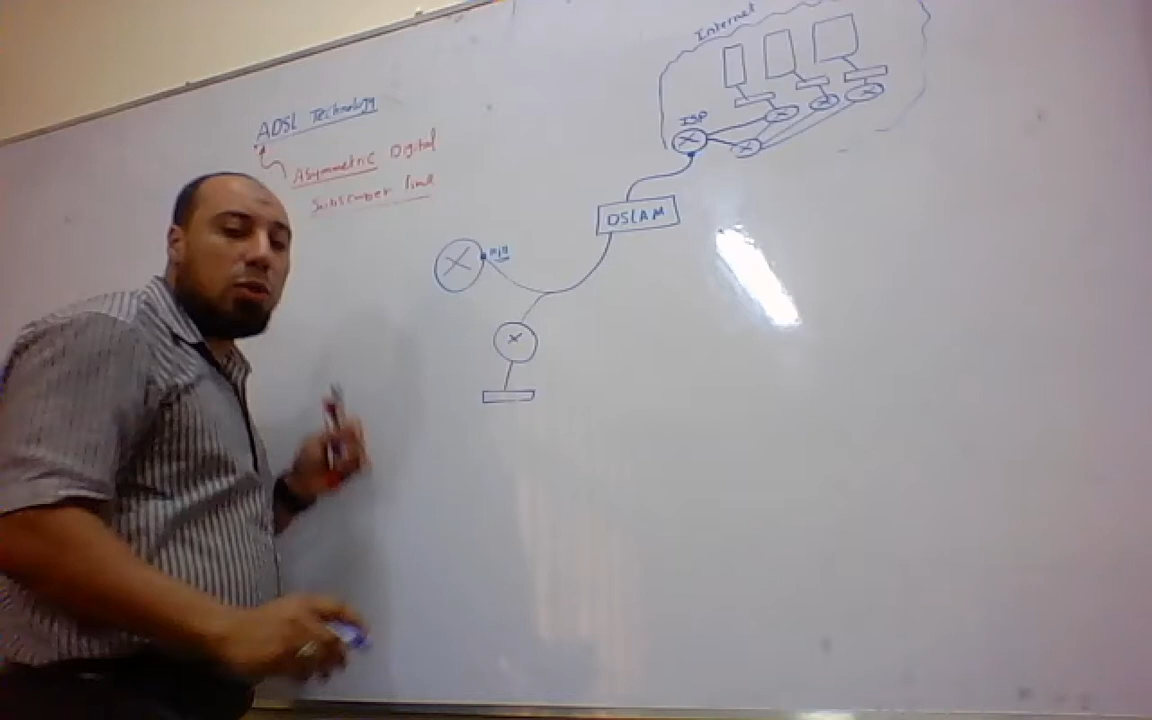 ADSL Technology
Asymmetric Digital
Subscriber line
Internet
ISP
DSLAM